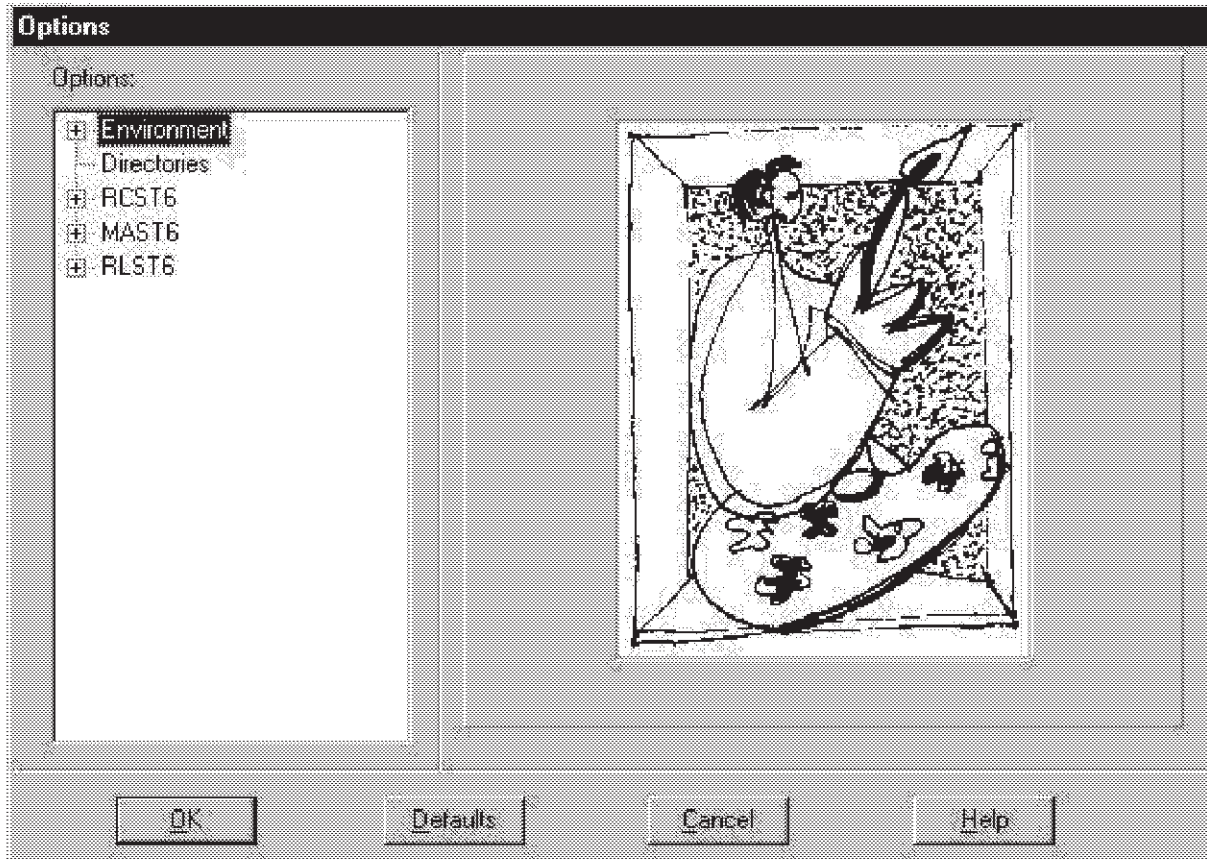 Options
Options:
Environment
Directories
RCST6
MAST6
RLST6
OK
Defaults
Cancel
Help